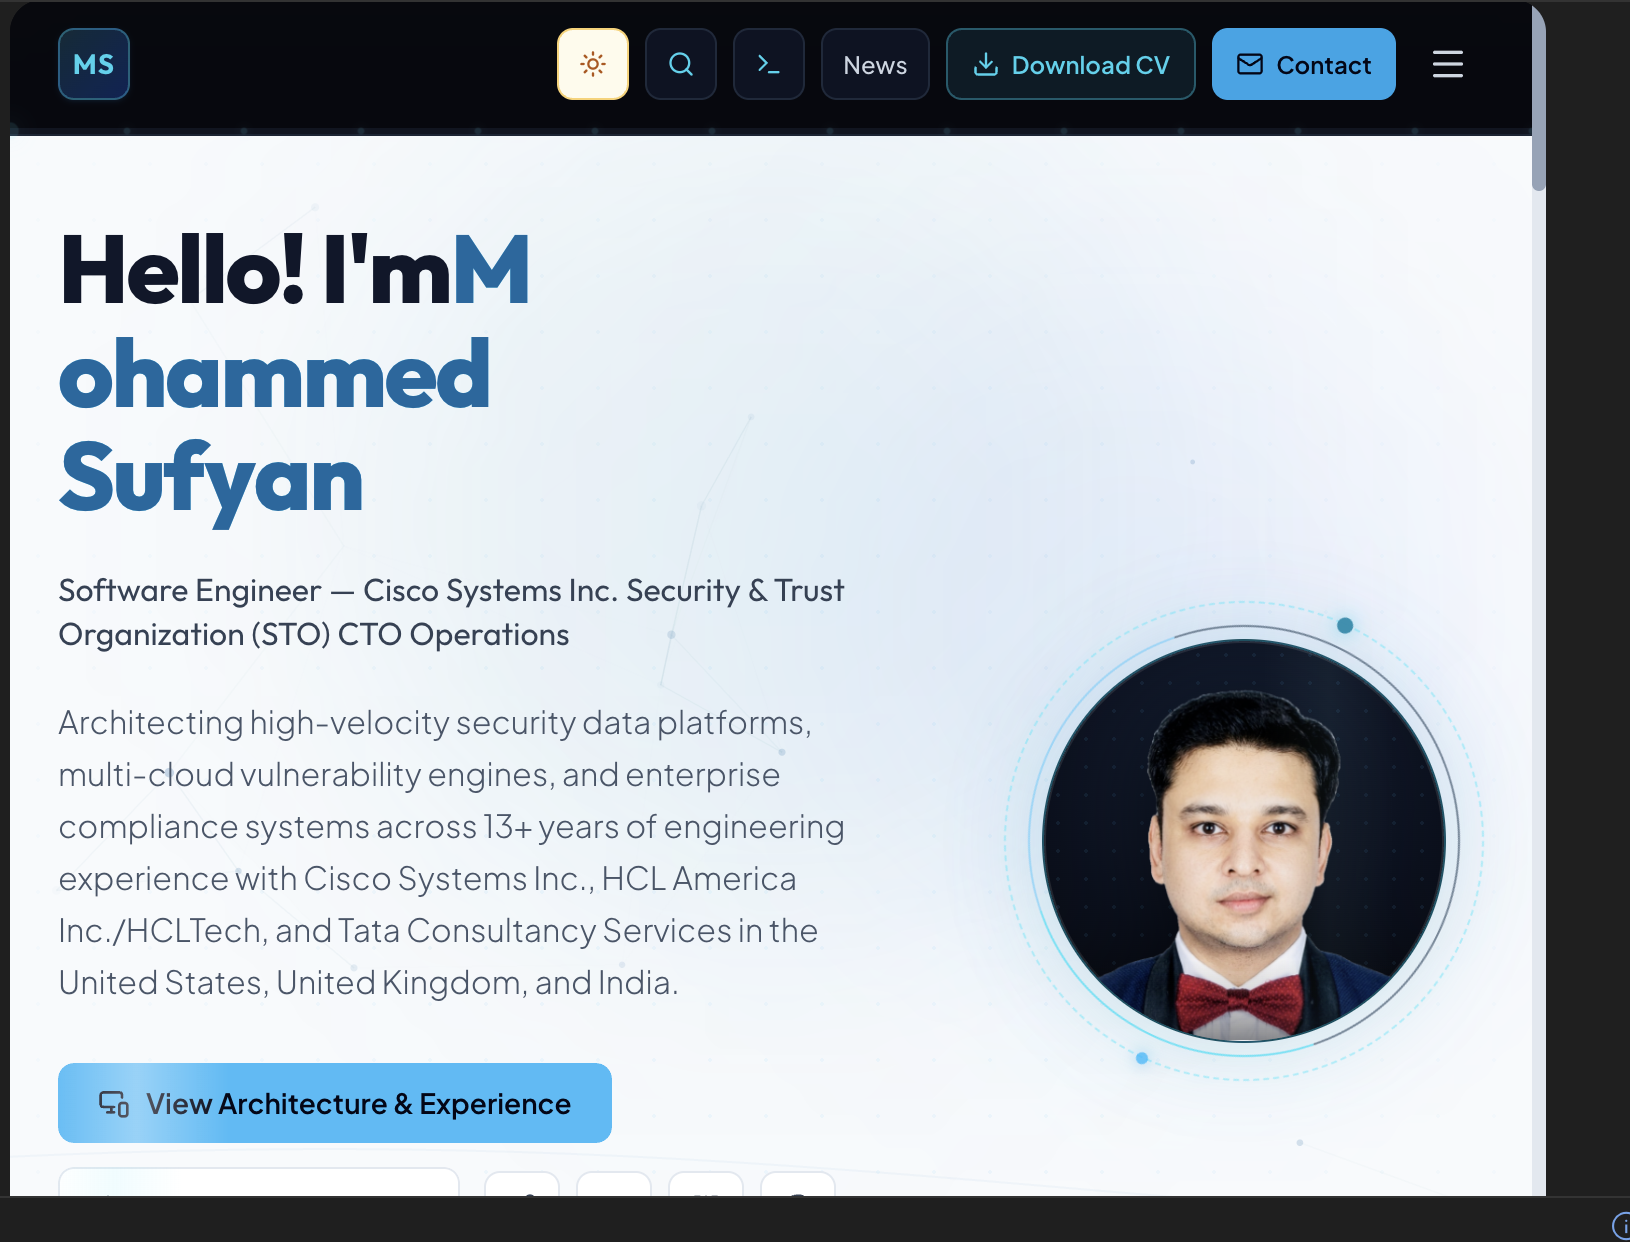 MS
News
Download CV
Contact
Hello! I'mM
ohammed
Sufyan
Software Engineer — Cisco Systems Inc. Security & Trust
Organization (STO) CTO Operations
Architecting high-velocity security data platforms,
multi-cloud vulnerability engines, and enterprise
compliance systems across 13+ years of engineering
experience with Cisco Systems Inc., HCL America
Inc./HCLTech, and Tata Consultancy Services in the
United States, United Kingdom, and India.
View Architecture & Experience